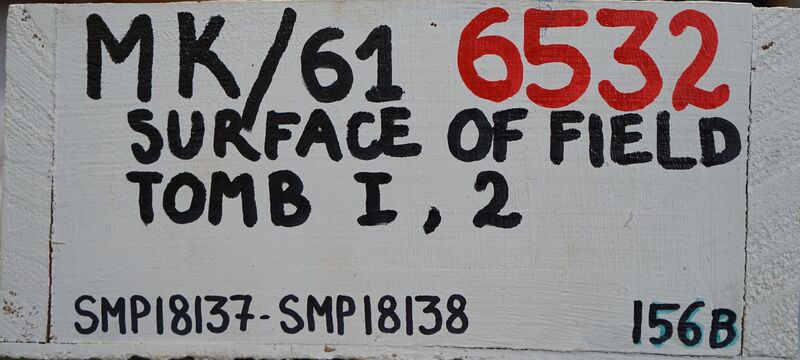 MK/61 6532
SURFACE OF FIELD
TOMB I, 2
SMP18137-SMP18138 156B